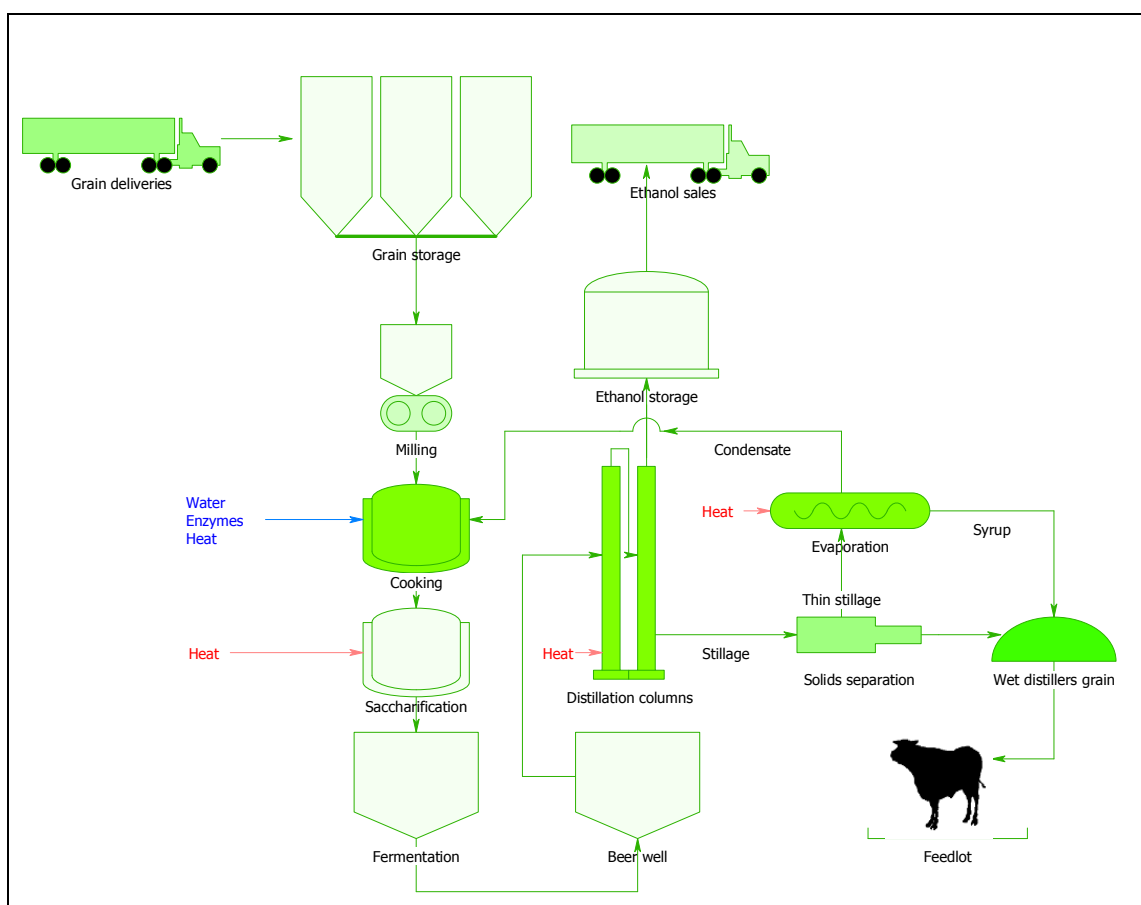 Grain deliveries
Ethanol sales
Grain storage
Ethanol storage
Milling
Condensate
Water
Enzymes
Heat
Heat
Syrup
Evaporation
Cooking
Thin stillage
Heat
Heat
Stillage
Solids separation
Wet distillers grain
Saccharification
Distillation columns
Fermentation
Beer well
Feedlot